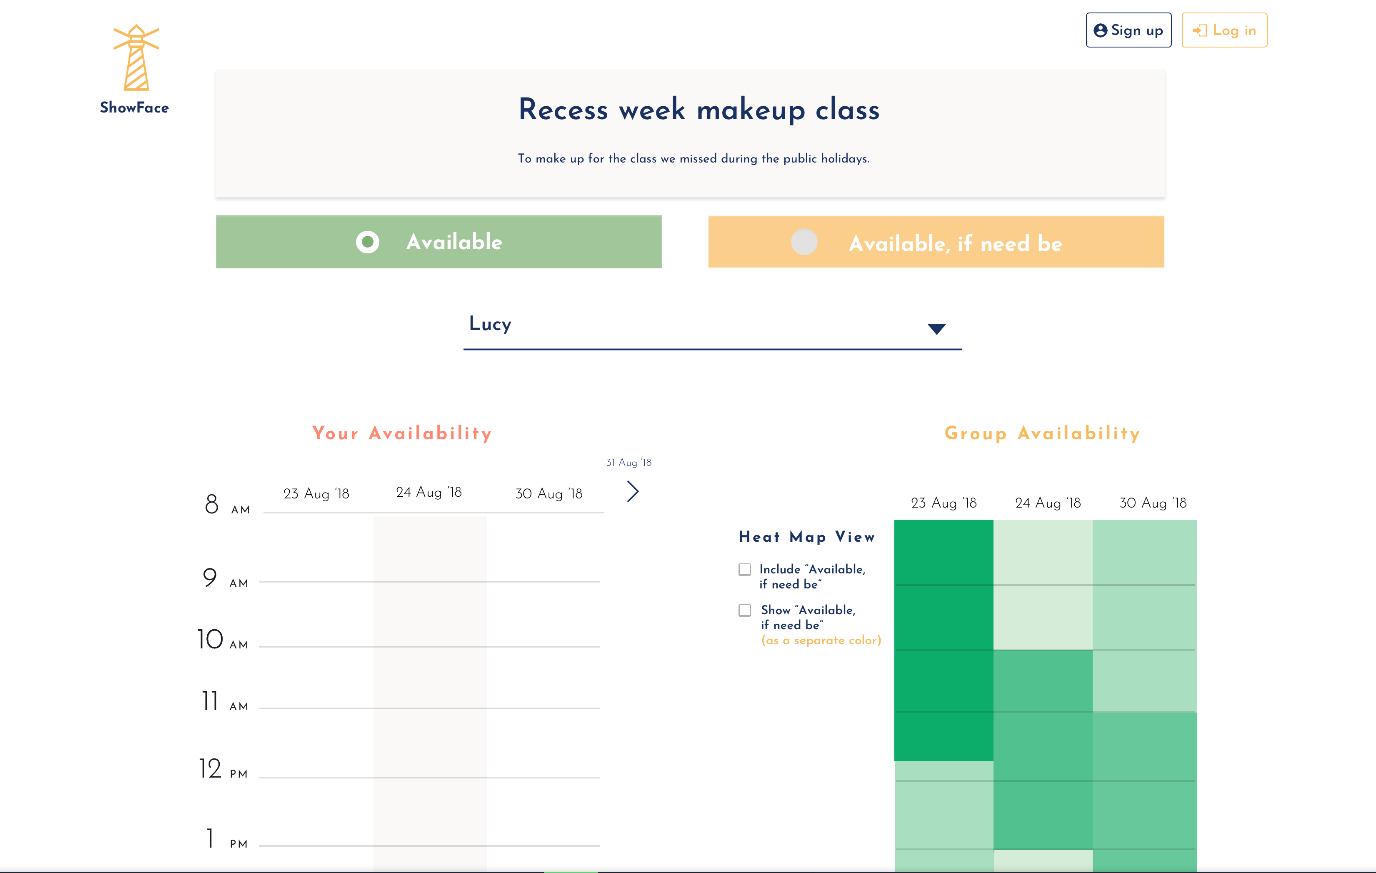 Sign up
Log in
ShowFace
Recess week makeup class
To make up for the class we missed during the public holidays.
Available
Available, if need be
Lucy
Your Availability
Group Availability
31 Aug '18
23 Aug '18
24 Aug '18
30 Aug '18
8 AM
9 AM
10 AM
11 AM
12 PM
1 PM
23 Aug '18
24 Aug '18
30 Aug '18
Heat Map View
Include "Available,
if need be"
Show "Available,
if need be"
(as a separate color)